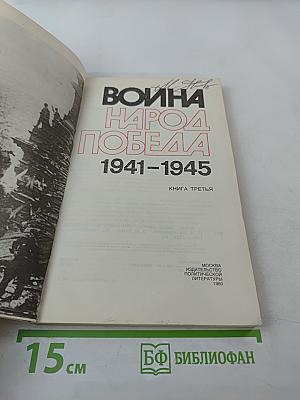 ВОЙНА
НАРОД
ПОБЕДА
1941–1945
КНИГА ТРЕТЬЯ
МОСКВА
ИЗДАТЕЛЬСТВО
ПОЛИТИЧЕСКОЙ
ЛИТЕРАТУРЫ
15 см
БФ БИБЛИОФАН